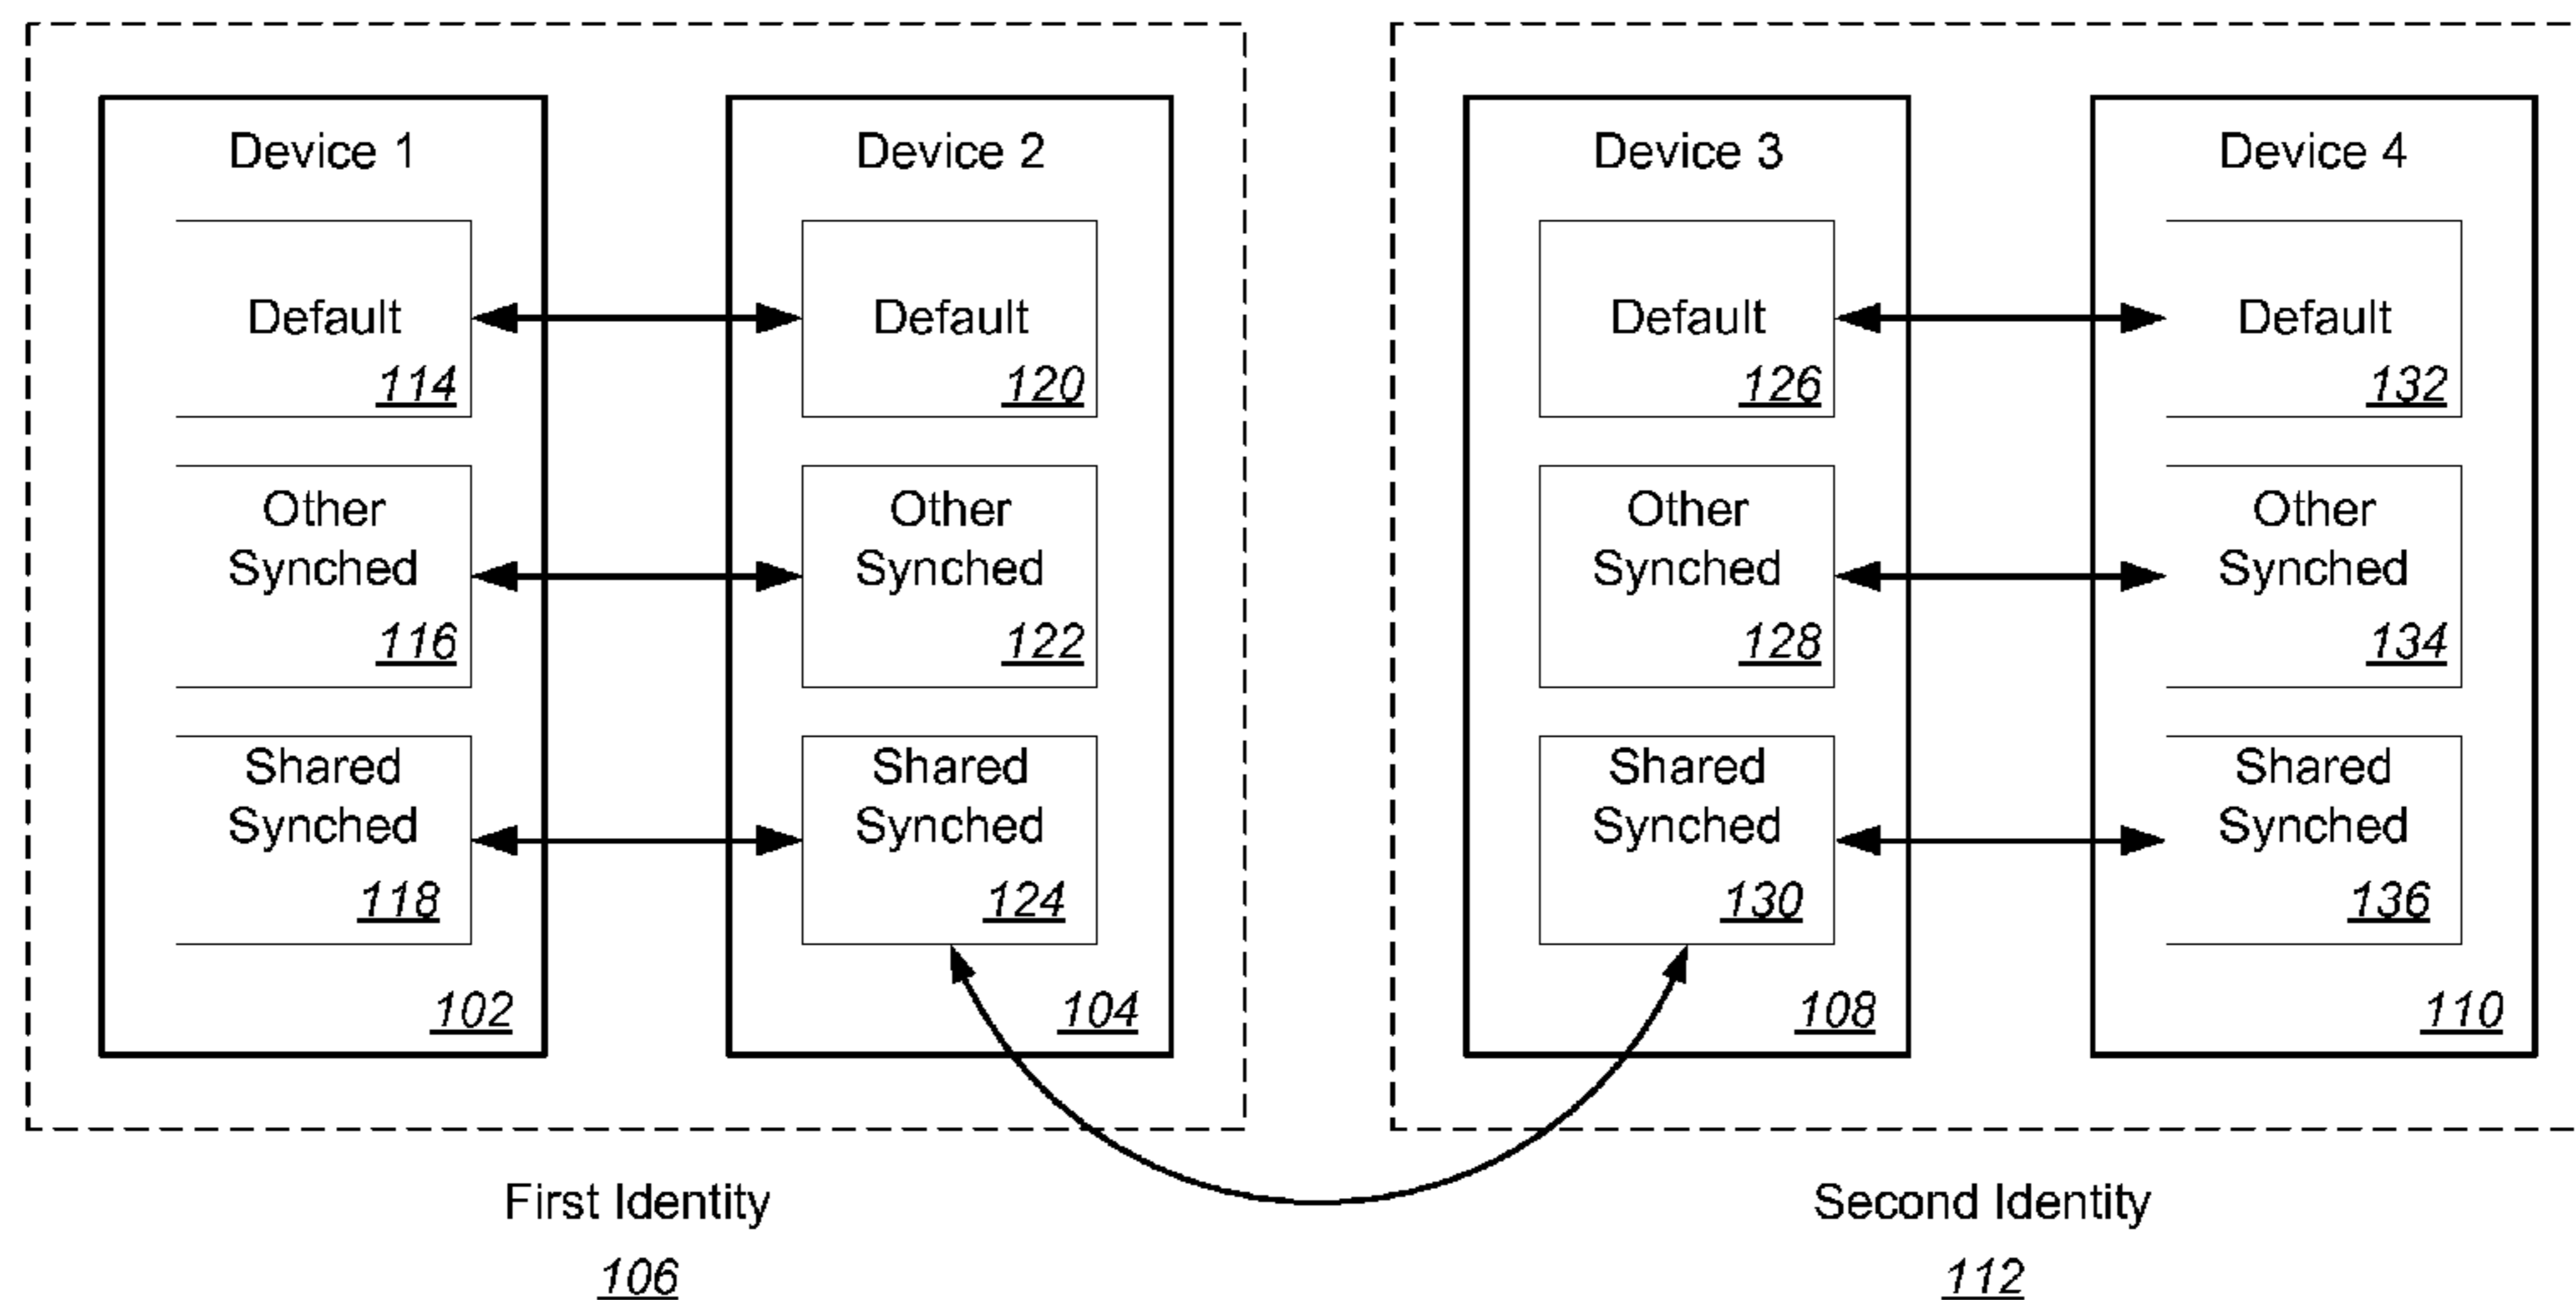 Device 1
Default
114
Other
Synched
116
Shared
Synched
118
102
Device 2
Default
120
Other
Synched
122
Shared
Synched
124
104
First Identity
106
Device 3
Default
126
Other
Synched
128
Shared
Synched
130
108
Device 4
Default
132
Other
Synched
134
Shared
Synched
136
110
Second Identity
112